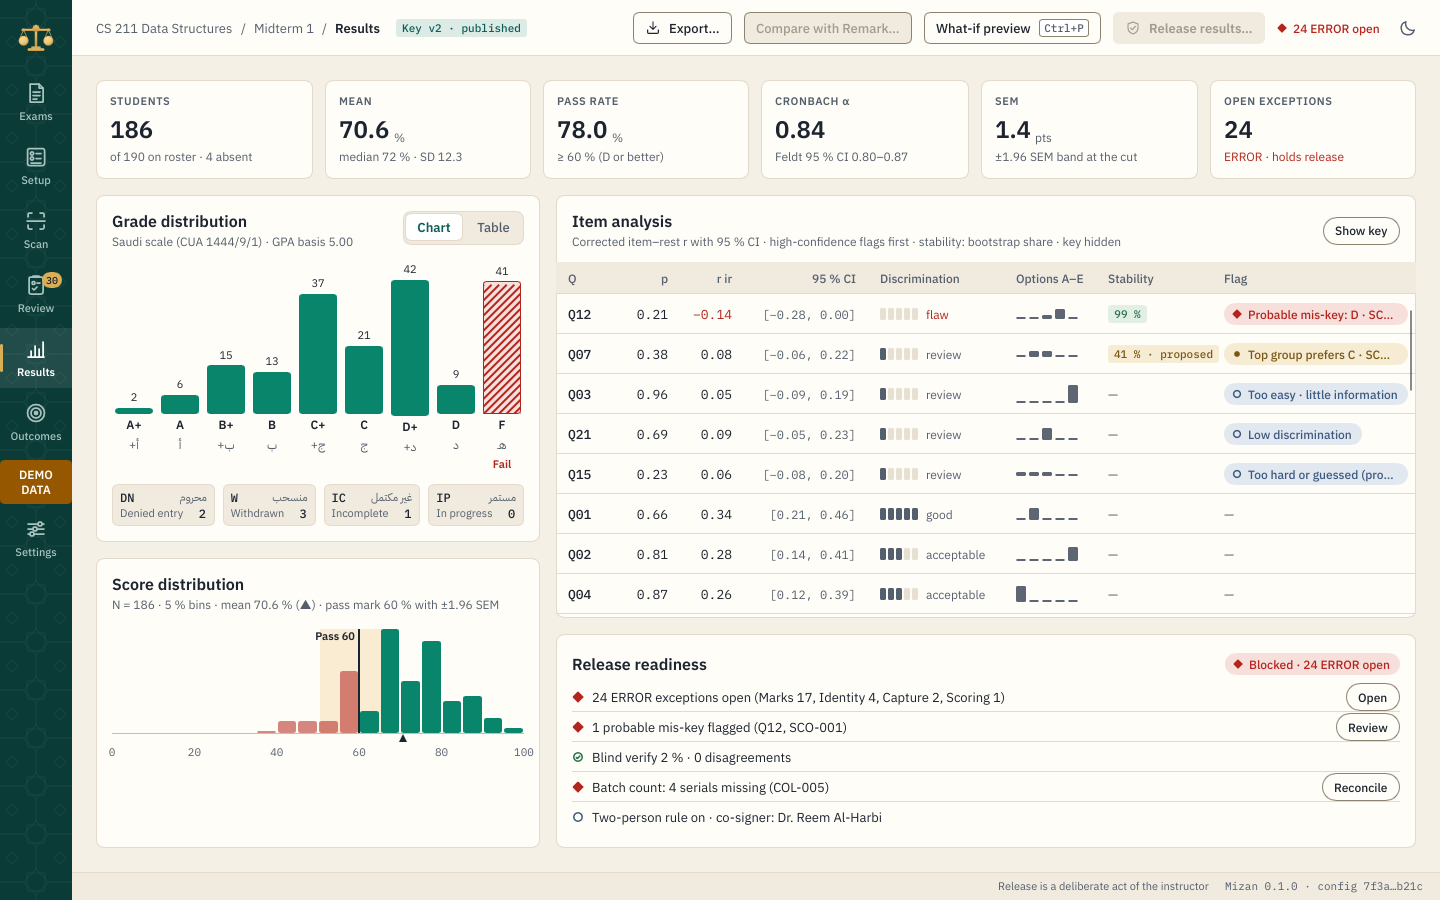 CS 211 Data Structures / Midterm 1 / Results Key v2 · published
Export... Compare with Remark... What-if preview Ctrl+P Release results... 24 ERROR open
Exams
Setup
Scan
Review 30
Results
Outcomes
DEMO
DATA
Settings
STUDENTS
186
of 190 on roster · 4 absent
MEAN
70.6 %
median 72 % · SD 12.3
PASS RATE
78.0 %
≥ 60 % (D or better)
CRONBACH α
0.84
Feldt 95 % CI 0.80–0.87
SEM
1.4 pts
±1.96 SEM band at the cut
OPEN EXCEPTIONS
24
ERROR · holds release
Grade distribution
Saudi scale (CUA 1444/9/1) · GPA basis 5.00
Chart Table
2 6 15 13 37 21 42 9 41
A+ A B+ B C+ C D+ D F
أ+ أ ب+ ب ج+ ج د+ د هـ
Fail
DN محروم
Denied entry 2
W منسحب
Withdrawn 3
IC غير مكتمل
Incomplete 1
IP مستمر
In progress 0
Score distribution
N = 186 · 5 % bins · mean 70.6 % (▲) · pass mark 60 % with ±1.96 SEM
Pass 60
0 20 40 60 80 100
Item analysis
Corrected item–rest r with 95 % CI · high-confidence flags first · stability: bootstrap share · key hidden
Show key
Q p r ir 95 % CI Discrimination Options A–E Stability Flag
Q12 0.21 −0.14 [−0.28, 0.00] flaw 99 % Probable mis-key: D · SC...
Q07 0.38 0.08 [−0.06, 0.22] review 41 % · proposed Top group prefers C · SC...
Q03 0.96 0.05 [−0.09, 0.19] review — Too easy · little information
Q21 0.69 0.09 [−0.05, 0.23] review — Low discrimination
Q15 0.23 0.06 [−0.08, 0.20] review — Too hard or guessed (pro...
Q01 0.66 0.34 [0.21, 0.46] good — —
Q02 0.81 0.28 [0.14, 0.41] acceptable — —
Q04 0.87 0.26 [0.12, 0.39] acceptable — —
Release readiness
Blocked · 24 ERROR open
24 ERROR exceptions open (Marks 17, Identity 4, Capture 2, Scoring 1) Open
1 probable mis-key flagged (Q12, SCO-001) Review
Blind verify 2 % · 0 disagreements
Batch count: 4 serials missing (COL-005) Reconcile
Two-person rule on · co-signer: Dr. Reem Al-Harbi
Release is a deliberate act of the instructor Mizan 0.1.0 · config 7f3a…b21c